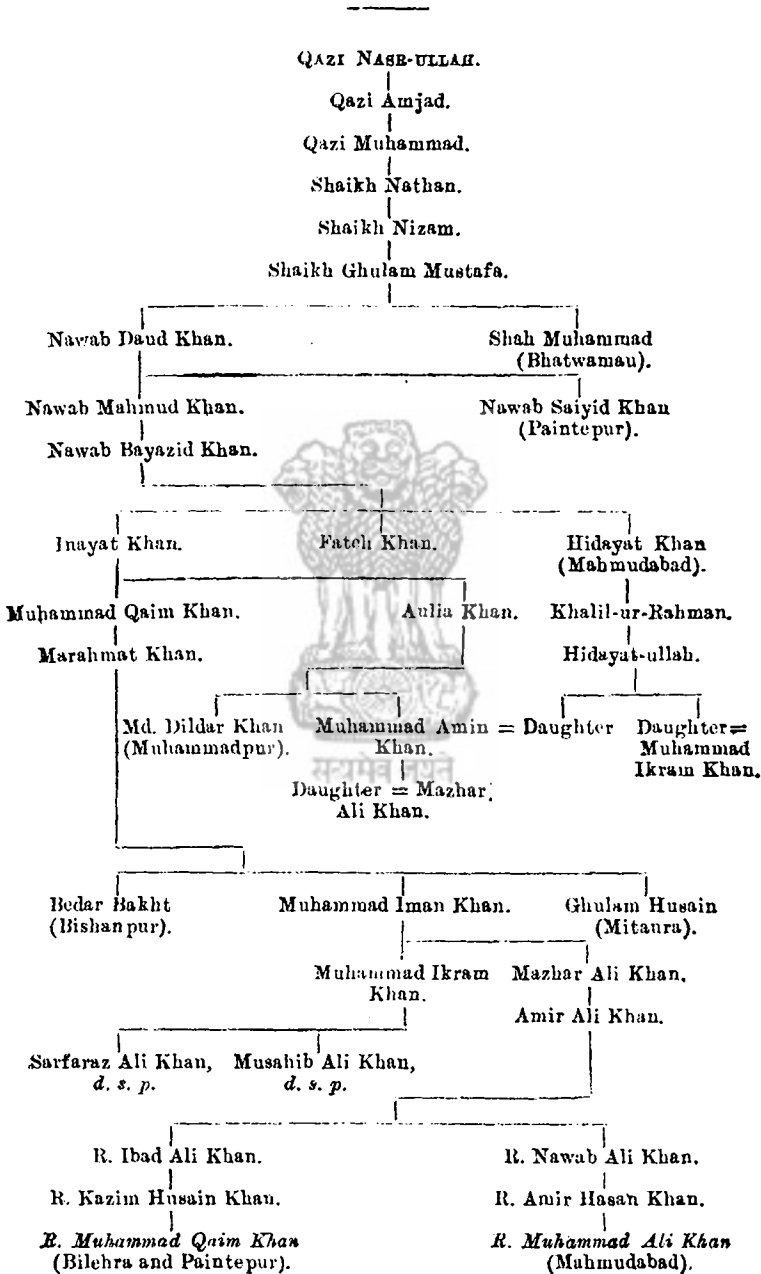 QAZI NASR-ULLAH.
Qazi Amjad.
Qazi Muhammad.
Shaikh Nathan.
Shaikh Nizam.
Shaikh Ghulam Mustafa.
Nawab Daud Khan. Shah Muhammad
(Bhatwamau).
Nawab Mahmud Khan. Nawab Saiyid Khan
(Paintepur).
Nawab Bayazid Khan.
Inayat Khan. Fateh Khan. Hidayat Khan
(Mahmudabad).
Muhammad Qaim Khan. Aulia Khan. Khalil-ur-Rahman.
Marahmat Khan. Hidayat-ullah.
Md. Dildar Khan Muhammad Amin = Daughter Daughter=
(Muhammadpur). Khan. Muhammad
Ikram Khan.
सत्यमेव जयते
Daughter = Mazhar
Ali Khan.
Bedar Bakht Muhammad Iman Khan. Ghulam Husain
(Bishanpur). (Mitaura).
Muhammad Ikram Mazhar Ali Khan.
Khan.
Amir Ali Khan.
Sarfaraz Ali Khan, Musahib Ali Khan,
d. s. p. d. s. p.
R. Ibad Ali Khan. R. Nawab Ali Khan.
R. Kazim Husain Khan. R. Amir Hasan Khan.
R. Muhammad Qaim Khan R. Muhammad Ali Khan
(Bilehra and Paintepur). (Mahmudabad).